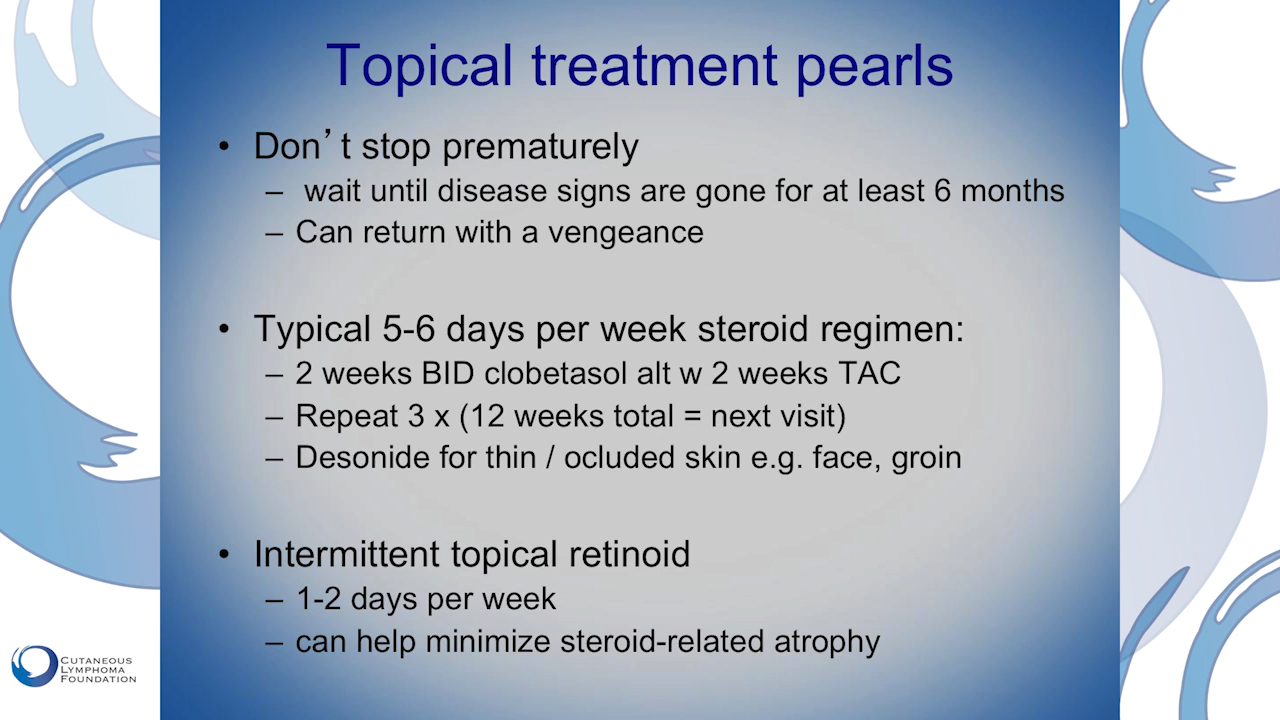 Topical treatment pearls
• Don’t stop prematurely
– wait until disease signs are gone for at least 6 months
– Can return with a vengeance
• Typical 5-6 days per week steroid regimen:
– 2 weeks BID clobetasol alt w 2 weeks TAC
– Repeat 3 x (12 weeks total = next visit)
– Desonide for thin / ocluded skin e.g. face, groin
• Intermittent topical retinoid
– 1-2 days per week
– can help minimize steroid-related atrophy
CUTANEOUS
LYMPHOMA
FOUNDATION